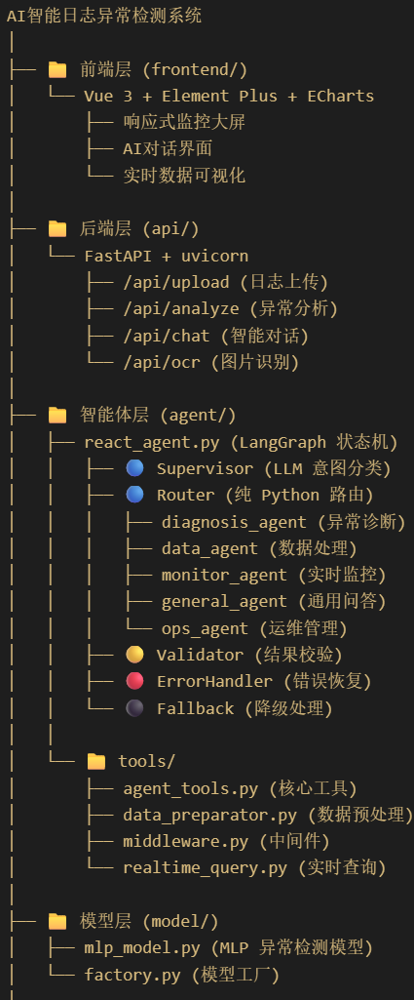 AI智能日志异常检测系统
│
├── 📁 前端层 (frontend/)
│   └── Vue 3 + Element Plus + ECharts
│       ├── 响应式监控大屏
│       ├── AI对话界面
│       └── 实时数据可视化
│
├── 📁 后端层 (api/)
│   └── FastAPI + uvicorn
│       ├── /api/upload (日志上传)
│       ├── /api/analyze (异常分析)
│       ├── /api/chat (智能对话)
│       └── /api/ocr (图片识别)
│
├── 📁 智能体层 (agent/)
│   ├── react_agent.py (LangGraph 状态机)
│   │   ├── 🔵 Supervisor (LLM 意图分类)
│   │   ├── 🔵 Router (纯 Python 路由)
│   │   │   ├── diagnosis_agent (异常诊断)
│   │   │   ├── data_agent (数据处理)
│   │   │   ├── monitor_agent (实时监控)
│   │   │   ├── general_agent (通用问答)
│   │   │   └── ops_agent (运维管理)
│   │   ├── 🟡 Validator (结果校验)
│   │   ├── 🔴 ErrorHandler (错误恢复)
│   │   └── ⚫ Fallback (降级处理)
│   │
│   └── 📁 tools/
│       ├── agent_tools.py (核心工具)
│       ├── data_preparator.py (数据预处理)
│       ├── middleware.py (中间件)
│       └── realtime_query.py (实时查询)
│
├── 📁 模型层 (model/)
│   ├── mlp_model.py (MLP 异常检测模型)
│   └── factory.py (模型工厂)
│